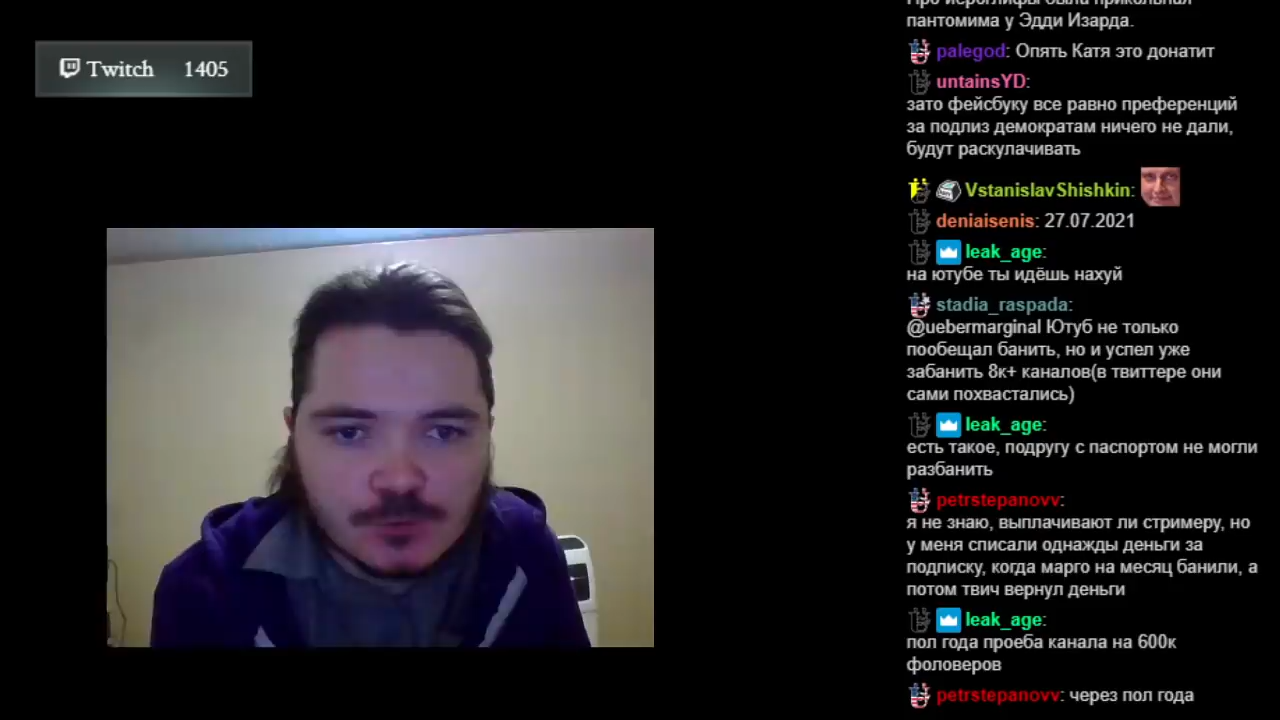 Twitch 1405
пантомима у Эдди Изарда.
palegod: Опять Катя это донатит
untainsYD:
зато фейсбуку все равно преференций
за подлиз демократам ничего не дали,
будут раскулачивать
VstanislavShishkin:
deniaisenis: 27.07.2021
leak_age:
на ютубе ты идёшь нахуй
stadia_raspada:
@uebermarginal Ютуб не только
пообещал банить, но и успел уже
забанить 8к+ каналов(в твиттере они
сами похвастались)
leak_age:
есть такое, подругу с паспортом не могли
разбанить
petrstepanovv:
я не знаю, выплачивают ли стримеру, но
у меня списали однажды деньги за
подписку, когда марго на месяц банили, а
потом твич вернул деньги
leak_age:
пол года проеба канала на 600к
фоловеров
petrstepanovv: через пол года